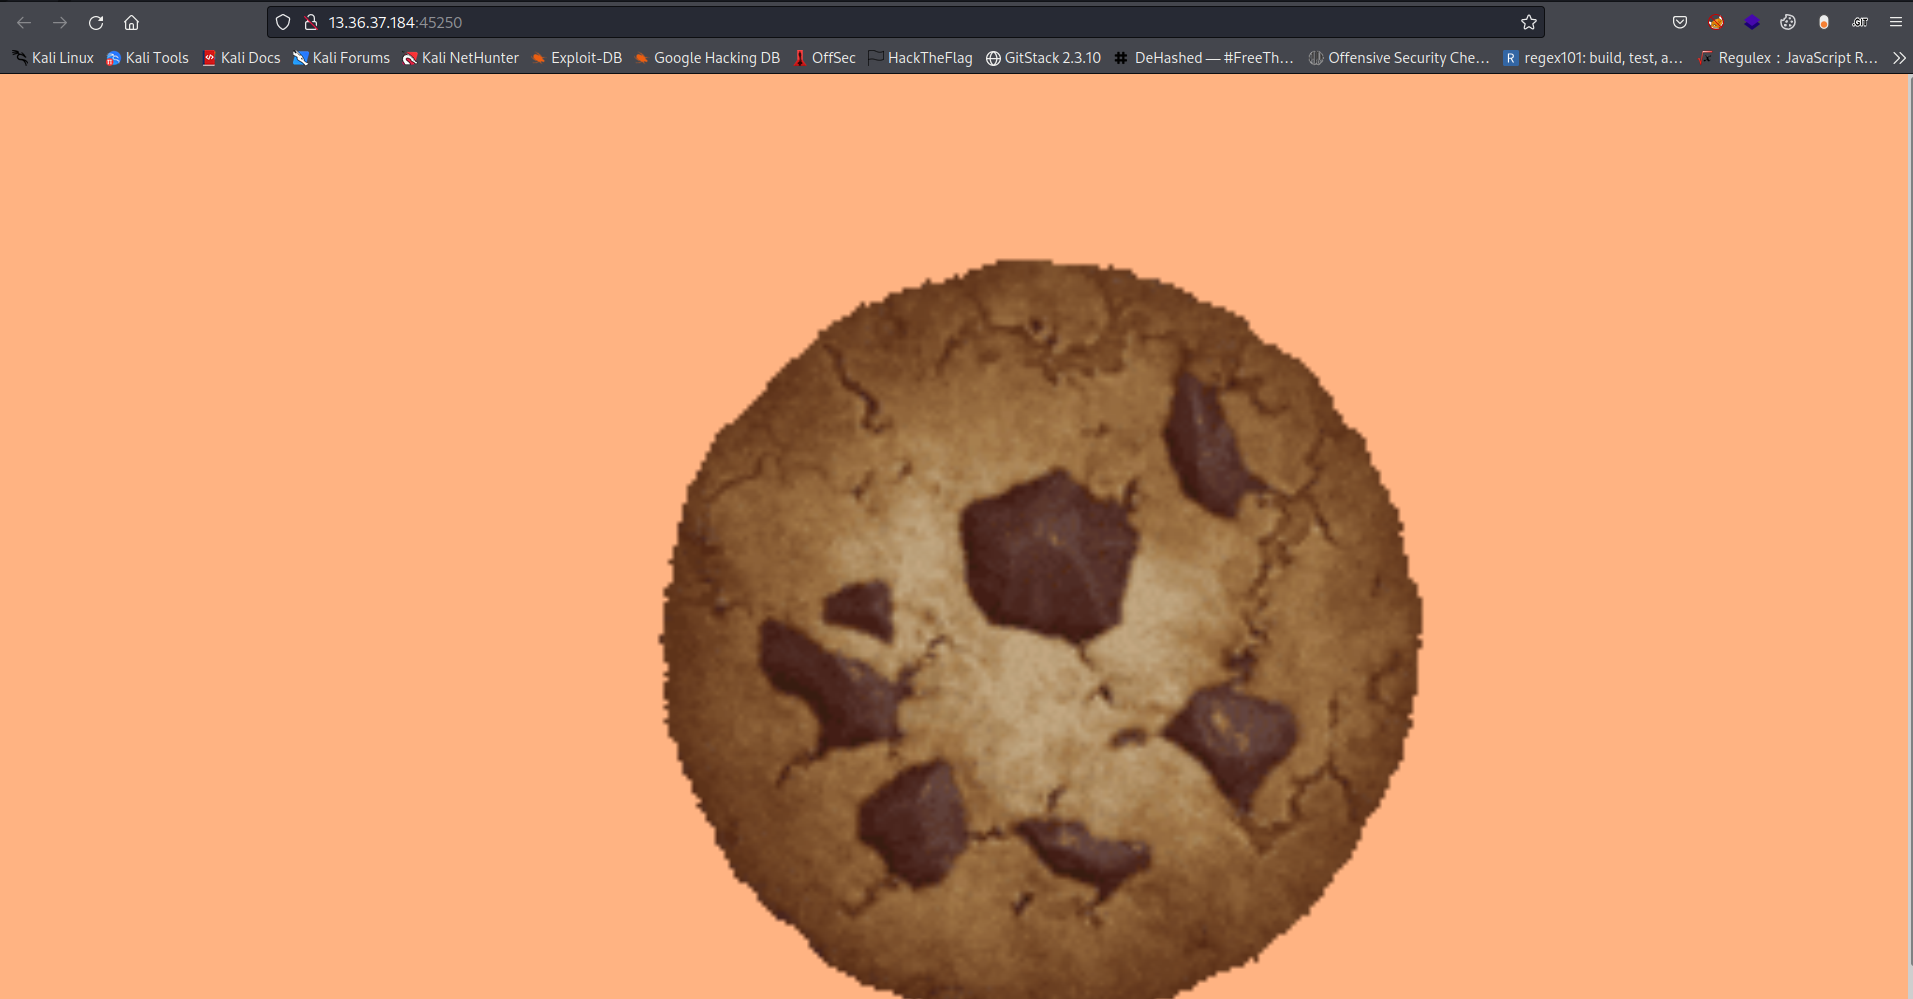 13.36.37.184:45250
Kali Linux Kali Tools Kali Docs Kali Forums Kali NetHunter Exploit-DB Google Hacking DB OffSec HackTheFlag GitStack 2.3.10 DeHashed — #FreeTh… Offensive Security Che… R regex101: build, test, a… Regulex : JavaScript R…